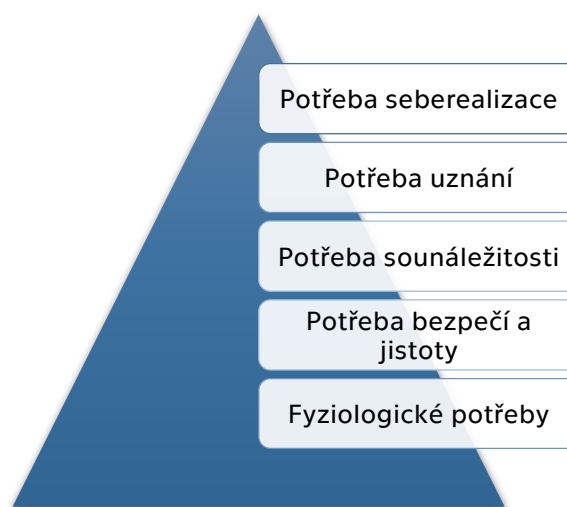 Potřeba seberealizace
Potřeba uznání
Potřeba sounáležitosti
Potřeba bezpečí a
jistoty
Fyziologické potřeby